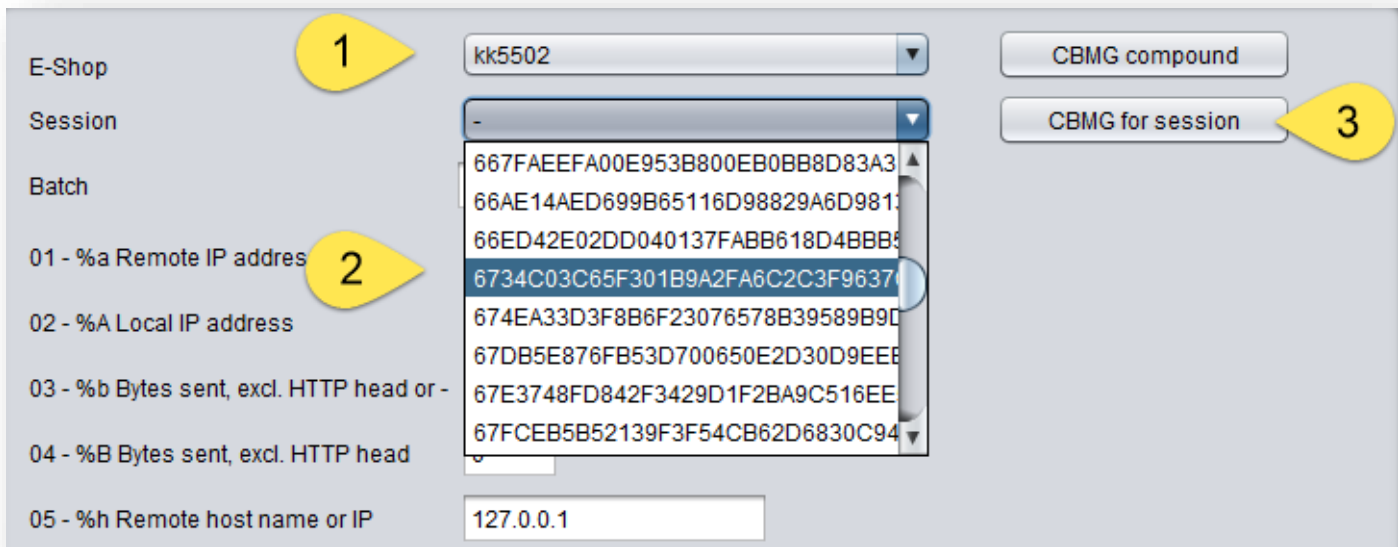 E-Shop 1 kk5502 CBMG compound
Session - CBMG for session 3
667FAEEFA00E953B800EB0BB8D83A3
Batch
66AE14AED699B65116D98829A6D981
66ED42E02DD040137FABB618D4BBB
01 - %a Remote IP addres 2
6734C03C65F301B9A2FA6C2C3F9637
02 - %A Local IP address
674EA33D3F8B6F23076578B39589B9D
67DB5E876FB53D700650E2D30D9EEE
03 - %b Bytes sent, excl. HTTP head or -
67E3748FD842F3429D1F2BA9C516EE
67FCEB5B52139F3F54CB62D6830C94
04 - %B Bytes sent, excl. HTTP head
05 - %h Remote host name or IP 127.0.0.1